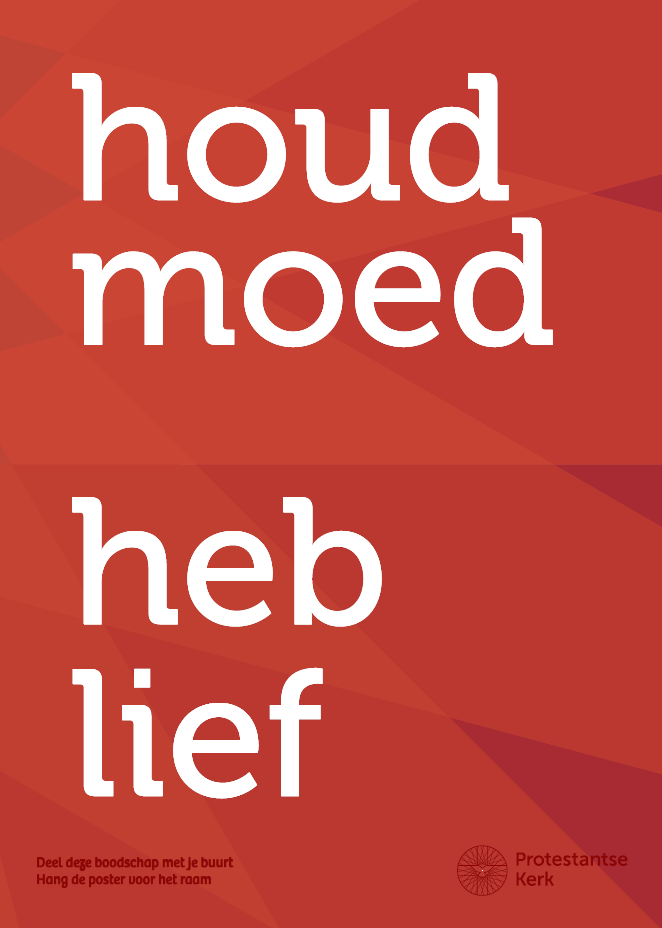 houd
moed
heb
lief
Deel deze boodschap met je buurt
Hang de poster voor het raam
Protestantse
Kerk